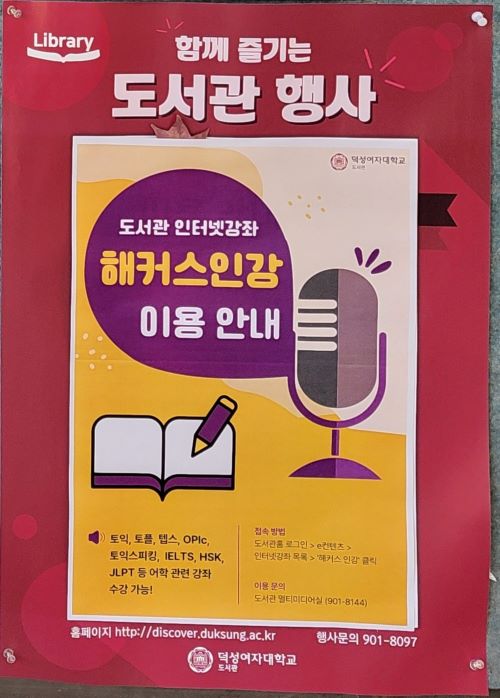 Library
함께 즐기는
도서관 행사
덕성여자대학교
도서관
도서관 인터넷강좌
해커스인강
이용 안내
토익, 토플, 텝스, OPIc,
토익스피킹, IELTS, HSK,
JLPT 등 어학 관련 강좌
수강 가능!
접속 방법
도서관홈 로그인 > e컨텐츠 >
인터넷강좌 목록 > '해커스 인강' 클릭
이용 문의
도서관 멀티미디어실 (901-8144)
홈페이지 http://discover.duksung.ac.kr
행사문의 901-8097
덕성여자대학교
도서관